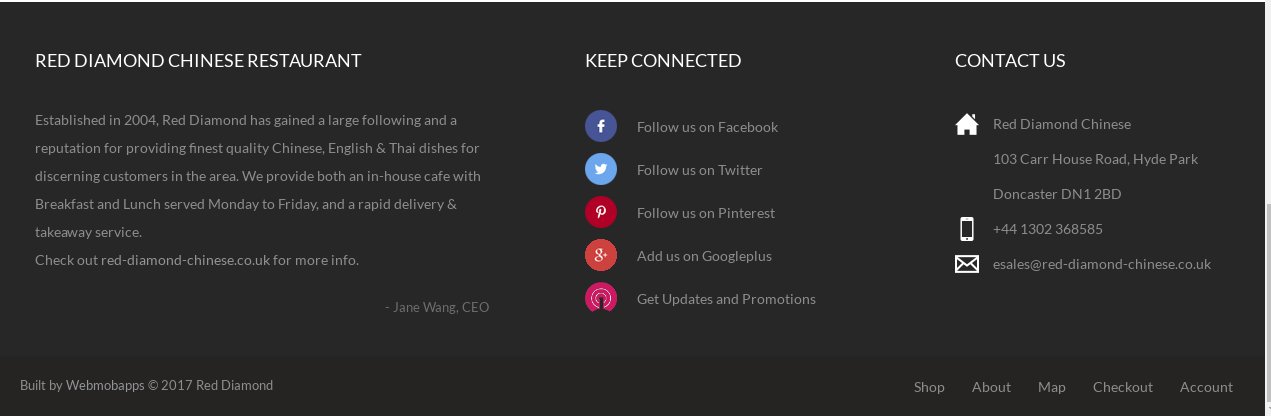 RED DIAMOND CHINESE RESTAURANT
Established in 2004, Red Diamond has gained a large following and a
reputation for providing finest quality Chinese, English & Thai dishes for
discerning customers in the area. We provide both an in-house cafe with
Breakfast and Lunch served Monday to Friday, and a rapid delivery &
takeaway service.
Check out red-diamond-chinese.co.uk for more info.
- Jane Wang, CEO
KEEP CONNECTED
Follow us on Facebook
Follow us on Twitter
Follow us on Pinterest
Add us on Googleplus
Get Updates and Promotions
CONTACT US
Red Diamond Chinese
103 Carr House Road, Hyde Park
Doncaster DN1 2BD
+44 1302 368585
esales@red-diamond-chinese.co.uk
Built by Webmobapps © 2017 Red Diamond
Shop About Map Checkout Account